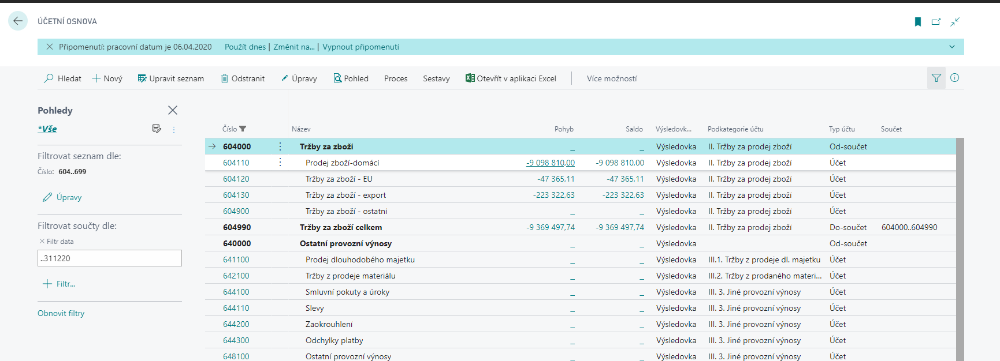 ÚČETNÍ OSNOVA
Připomenutí: pracovní datum je 06.04.2020 Použít dnes | Změnit na... | Vypnout připomenutí
Hledat Nový Upravit seznam Odstranit Úpravy Pohled Proces Sestavy Otevřít v aplikaci Excel Více možností
Pohledy
*Vše
Filtrovat seznam dle:
Číslo: 604..699
Úpravy
Filtrovat součty dle:
Filtr data
..311220
Filtr...
Obnovit filtry
Číslo Název Pohyb Saldo Výsledovk... Podkategorie účtu Typ účtu Součet
604000 Tržby za zboží _ _ Výsledovka II. Tržby za prodej zboží Od-součet
604110 Prodej zboží-domácí -9 098 810,00 -9 098 810,00 Výsledovka II. Tržby za prodej zboží Účet
604120 Tržby za zboží - EU -47 365,11 -47 365,11 Výsledovka II. Tržby za prodej zboží Účet
604130 Tržby za zboží - export -223 322,63 -223 322,63 Výsledovka II. Tržby za prodej zboží Účet
604900 Tržby za zboží - ostatní _ _ Výsledovka II. Tržby za prodej zboží Účet
604990 Tržby za zboží celkem -9 369 497,74 -9 369 497,74 Výsledovka II. Tržby za prodej zboží Do-součet 604000..604990
640000 Ostatní provozní výnosy _ _ Výsledovka Od-součet
641100 Prodej dlouhodobého majetku _ _ Výsledovka III.1. Tržby z prodeje dl. majetku Účet
642100 Tržby z prodeje materiálu _ _ Výsledovka III.2. Tržby z prodaného materi... Účet
644100 Smluvní pokuty a úroky _ _ Výsledovka III. 3. Jiné provozní výnosy Účet
644110 Slevy _ _ Výsledovka III. 3. Jiné provozní výnosy Účet
644200 Zaokrouhlení _ _ Výsledovka III. 3. Jiné provozní výnosy Účet
644300 Odchylky platby _ _ Výsledovka III. 3. Jiné provozní výnosy Účet
648100 Ostatní provozní výnosy _ _ Výsledovka III. 3. Jiné provozní výnosy Účet